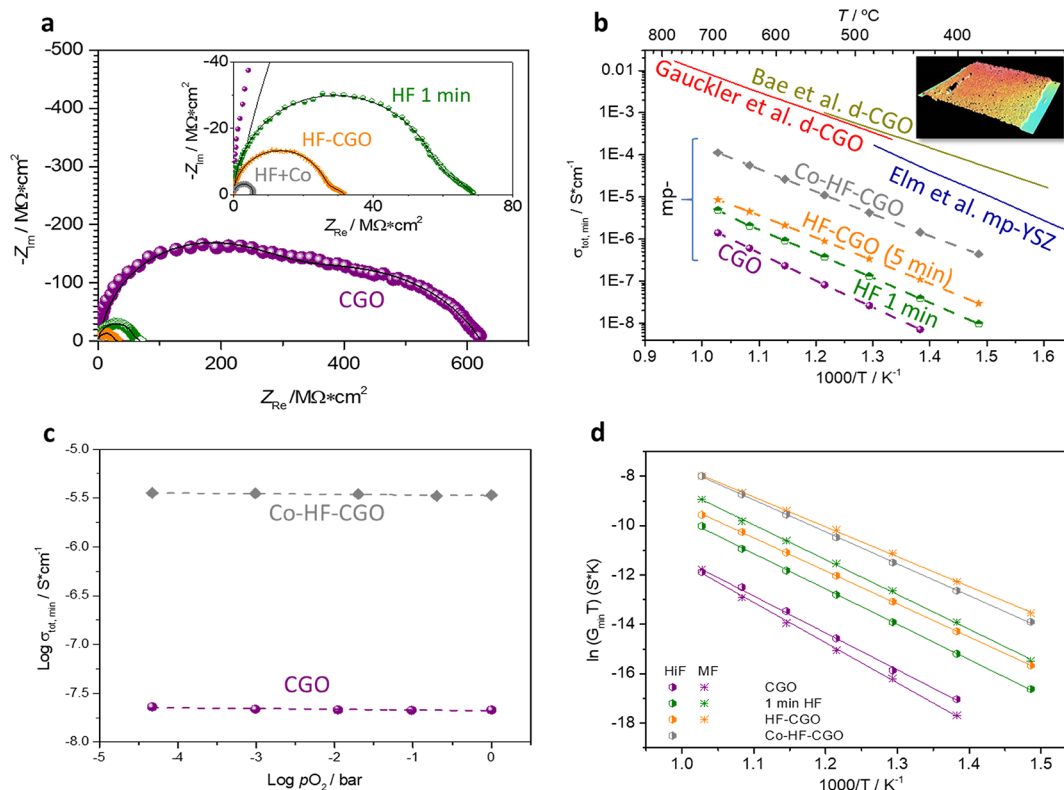 a
-500
-400
-300
-200
-100
0
-Z_Im / MΩ*cm²
0
200
400
600
Z_Re /MΩ*cm²
CGO
-40
-20
0
-Z_Im / MΩ*cm²
0
40
80
Z_Re / MΩ*cm²
HF 1 min
HF-CGO
HF+Co
b
T / ºC
800
700
600
500
400
0.01
1E-3
1E-4
1E-5
1E-6
1E-7
1E-8
σ_tot, min / S*cm⁻¹
0.9
1.0
1.1
1.2
1.3
1.4
1.5
1.6
1000/T / K⁻¹
Bae et al. d-CGO
Gauckler et al. d-CGO
Elm et al. mp-YSZ
mp-
Co-HF-CGO
HF-CGO (5 min)
HF 1 min
CGO
c
-5.0
-5.5
-6.0
-6.5
-7.0
-7.5
-8.0
Log σ_tot, min / S*cm⁻¹
-5
-4
-3
-2
-1
0
Log pO₂ / bar
Co-HF-CGO
CGO
d
-8
-10
-12
-14
-16
-18
ln (G_minT) (S*K)
1.0
1.1
1.2
1.3
1.4
1.5
1000/T / K⁻¹
HiF MF
CGO
1 min HF
HF-CGO
Co-HF-CGO